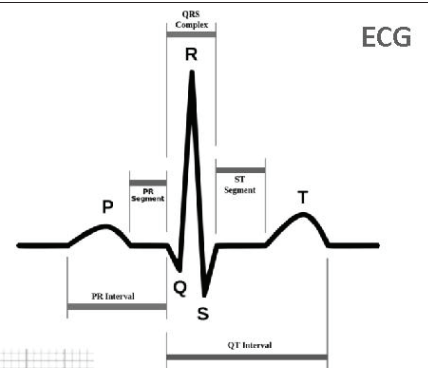 QRS
Complex
ECG
R
PR
Segment
ST
Segment
P
T
Q
PR Interval
S
QT Interval